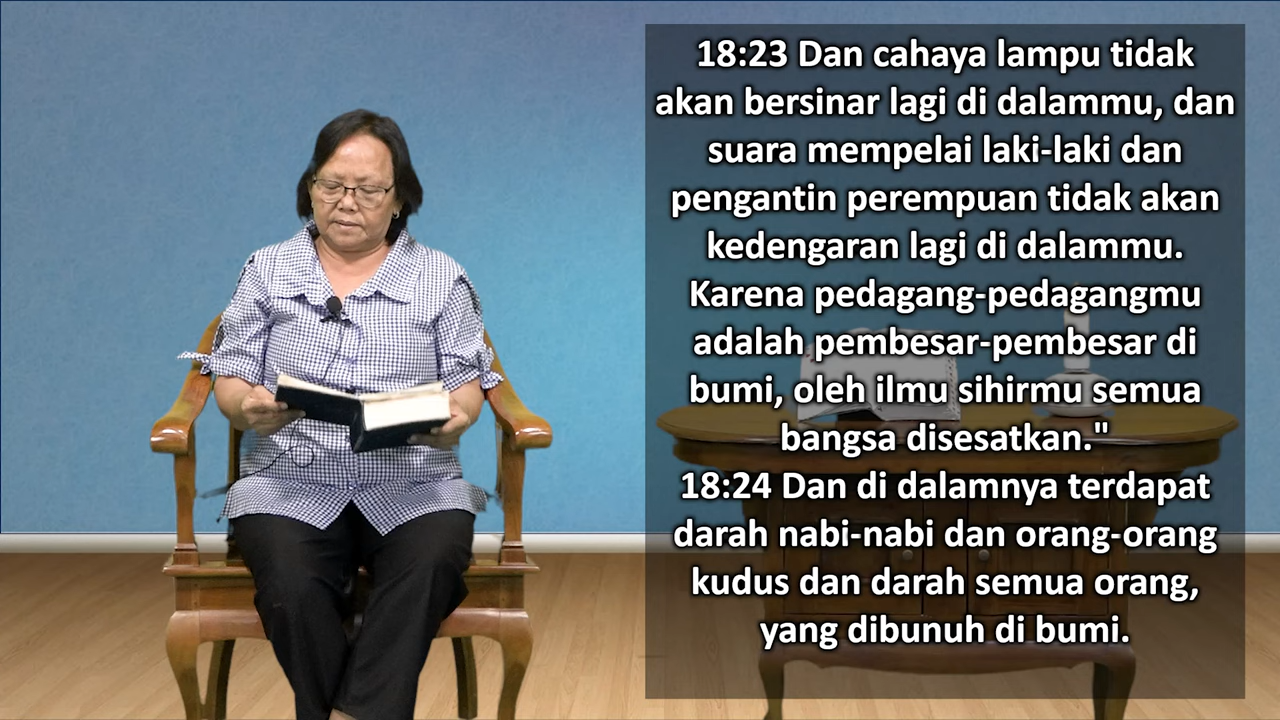 18:23 Dan cahaya lampu tidak
akan bersinar lagi di dalammu, dan
suara mempelai laki-laki dan
pengantin perempuan tidak akan
kedengaran lagi di dalammu.
Karena pedagang-pedagangmu
adalah pembesar-pembesar di
bumi, oleh ilmu sihirmu semua
bangsa disesatkan."
18:24 Dan di dalamnya terdapat
darah nabi-nabi dan orang-orang
kudus dan darah semua orang,
yang dibunuh di bumi.